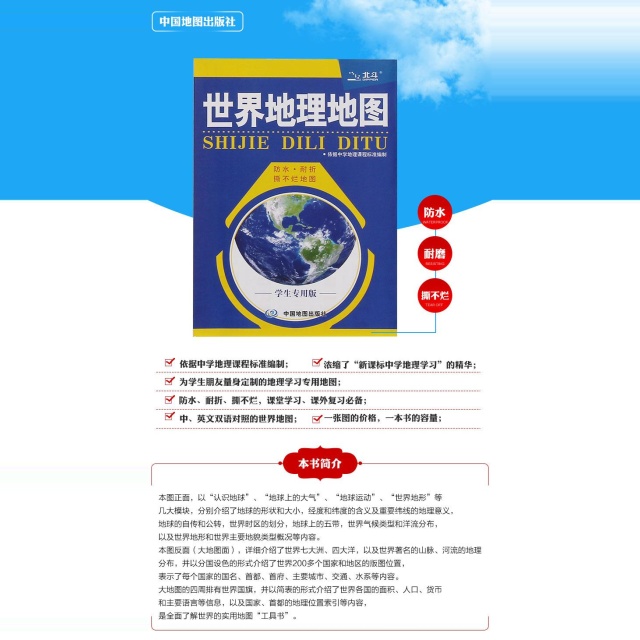 中国地图出版社
北斗
世界地理地图
SHIJIE DILI DITU
• 依据中学地理课程标准编制
防水·耐折
撕不烂地图
学生专用版
中国地图出版社
防水
WATERPROOF
耐磨
撕不烂
依据中学地理课程标准编制;
浓缩了“新课标中学地理学习”的精华;
为学生朋友量身定制的地理学习专用地图;
防水、耐折、撕不烂,课堂学习、课外复习必备;
中、英文双语对照的世界地图;
一张图的价格,一本书的容量;
本书简介
本图正面,以“认识地球”、“地球上的大气”、“地球运动”、“世界地形”等
几大模块,分别介绍了地球的形状和大小、经度和纬度的含义及重要纬线的地理意义,
地球的自传和公转,世界时区的划分,地球上的五带,世界气候类型和洋流分布,
以及世界地形和世界主要地貌类型概况等内容。
本图反面(大地图面),详细介绍了世界七大洲、四大洋,以及世界著名的山脉、河流的地理
分布,并以分国设色的形式介绍了世界200多个国家和地区的版图位置,
表示了每个国家的国名、首都、首府、主要城市、交通、水系等内容。
大地图的四周排有世界国旗,并以简表的形式介绍了世界各国的面积、人口、货币
和主要语言等信息,以及国家、首都的地理位置索引等内容,
是全面了解世界的实用地图“工具书”。